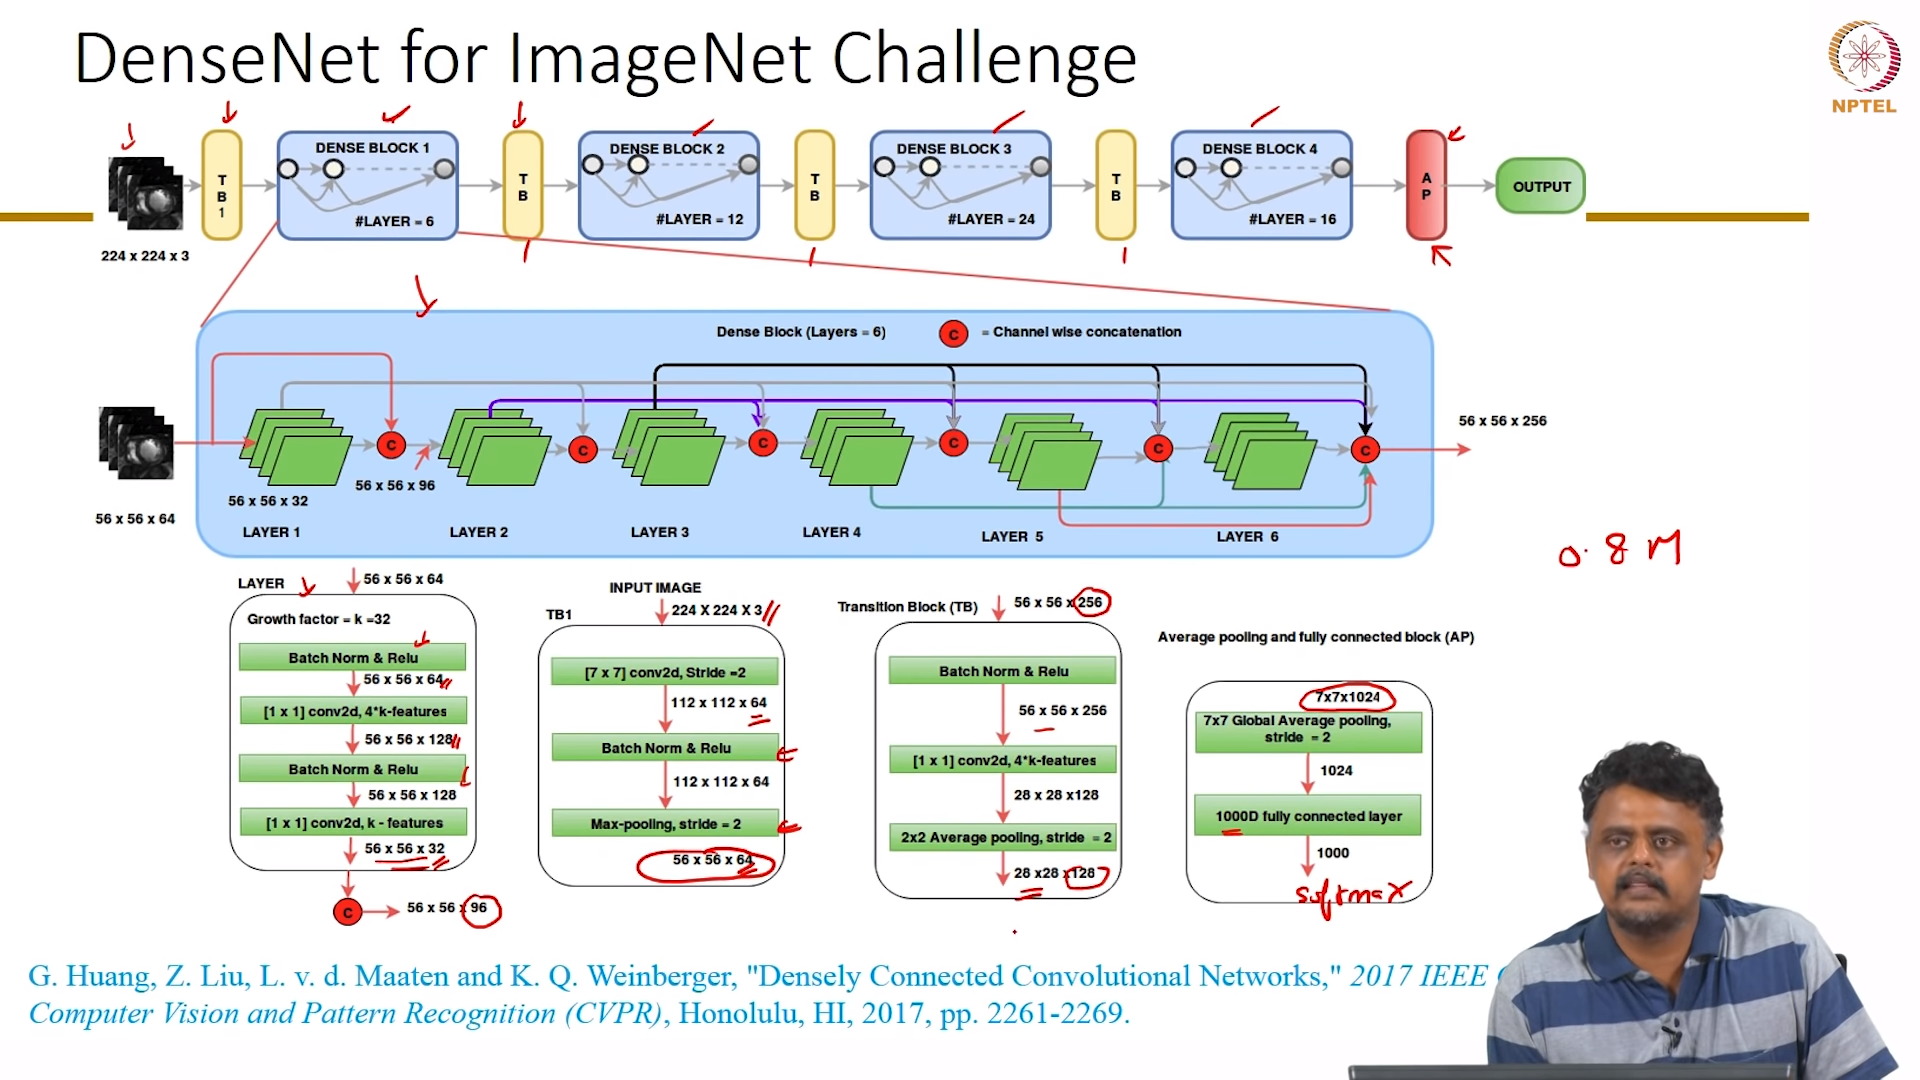 DenseNet for ImageNet Challenge
NPTEL
T B 1
DENSE BLOCK 1
#LAYER = 6
T B
DENSE BLOCK 2
#LAYER = 12
T B
DENSE BLOCK 3
#LAYER = 24
T B
DENSE BLOCK 4
#LAYER = 16
A P
OUTPUT
224 x 224 x 3
Dense Block (Layers = 6)
C = Channel wise concatenation
56 x 56 x 64
C
C
C
C
C
C
56 x 56 x 256
56 x 56 x 32
56 x 56 x 96
LAYER 1
LAYER 2
LAYER 3
LAYER 4
LAYER 5
LAYER 6
0.8 M
LAYER
56 x 56 x 64
Growth factor = k =32
Batch Norm & Relu
56 x 56 x 64
[1 x 1] conv2d, 4*k-features
56 x 56 x 128
Batch Norm & Relu
56 x 56 x 128
[1 x 1] conv2d, k - features
56 x 56 x 32
C
56 x 56 x 96
INPUT IMAGE
TB1
224 X 224 X 3
[7 x 7] conv2d, Stride =2
112 x 112 x 64
Batch Norm & Relu
112 x 112 x 64
Max-pooling, stride = 2
56 x 56 x 64
Transition Block (TB)
56 x 56 x 256
Batch Norm & Relu
56 x 56 x 256
[1 x 1] conv2d, 4*k-features
28 x 28 x128
2x2 Average pooling, stride = 2
28 x28 x128
Average pooling and fully connected block (AP)
7x7x1024
7x7 Global Average pooling,
stride = 2
1024
1000D fully connected layer
1000
softmax
G. Huang, Z. Liu, L. v. d. Maaten and K. Q. Weinberger, "Densely Connected Convolutional Networks," 2017 IEEE
Computer Vision and Pattern Recognition (CVPR), Honolulu, HI, 2017, pp. 2261-2269.